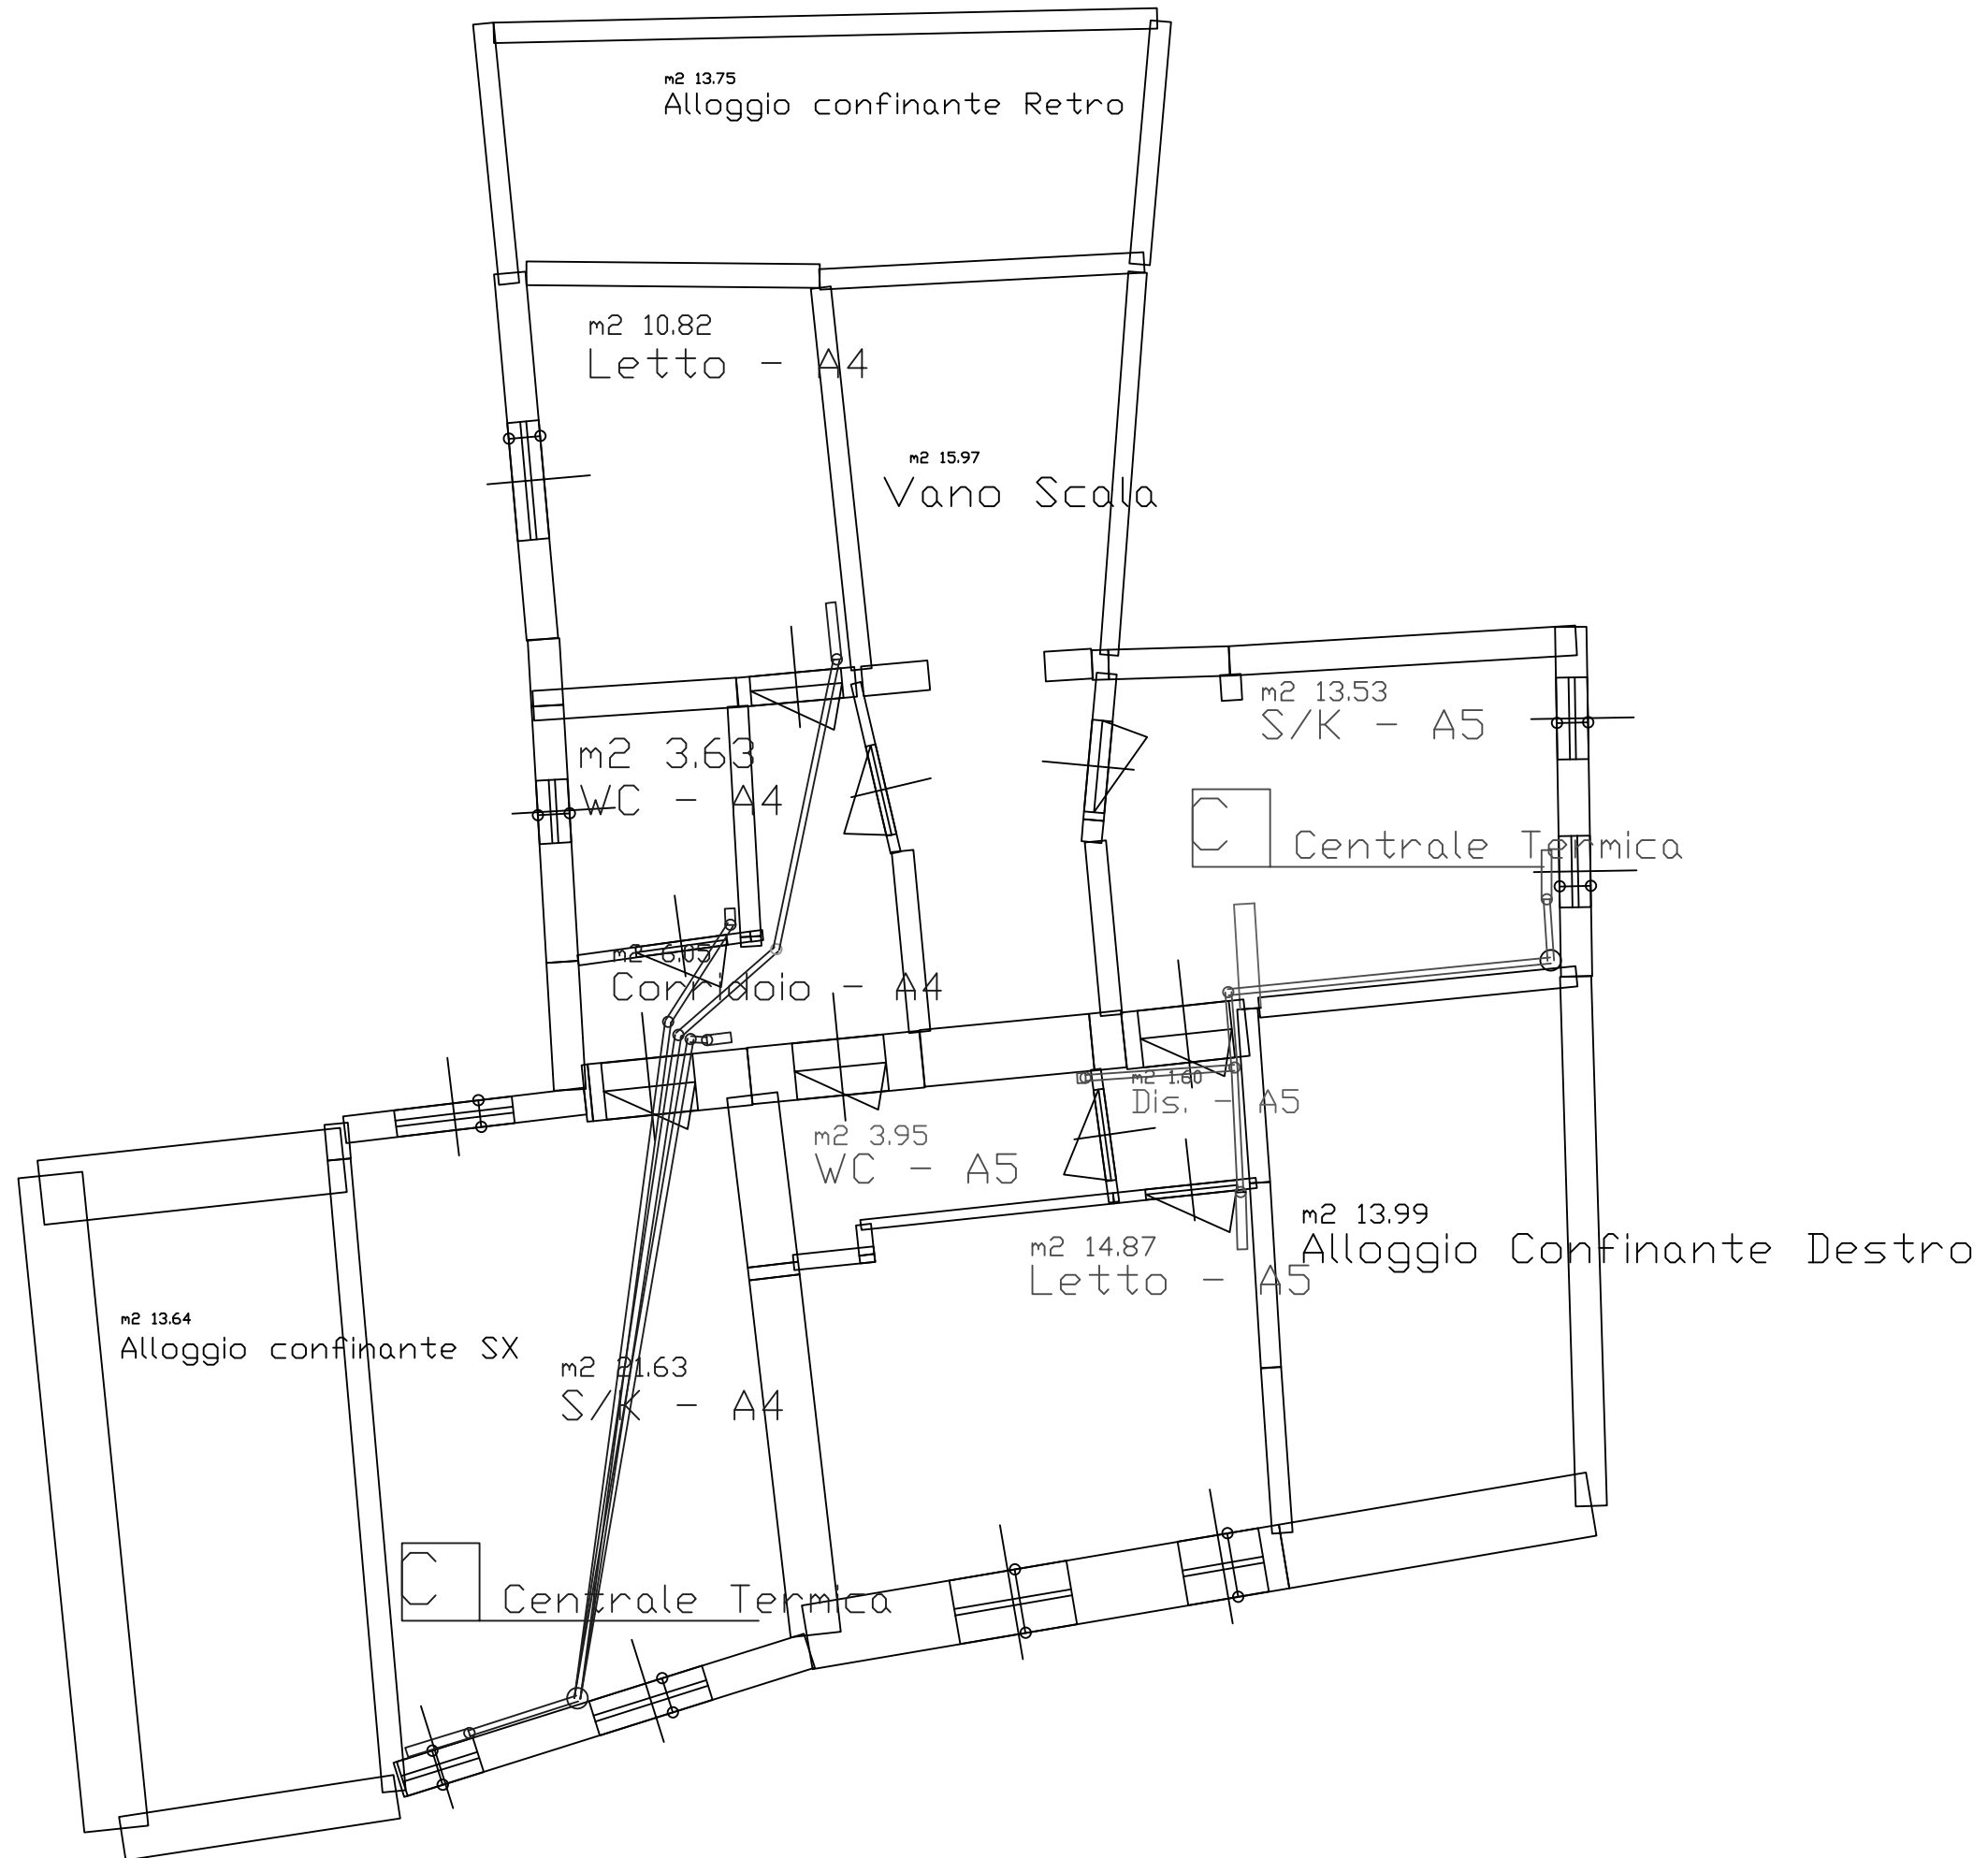 m2 13.75
Alloggio confinante Retro
m2 10.82
Letto - A4
m2 15.97
Vano Scala
m2 13.53
S/K - A5
m2 3.63
WC - A4
C Centrale Termica
m2 6.05
Corridoio - A4
m2 1.60
Dis. - A5
m2 3.95
WC - A5
m2 13.99
Alloggio Confinante Destro
m2 14.87
Letto - A5
m2 13.64
Alloggio confinante SX
m2 21.63
S/K - A4
C Centrale Termica